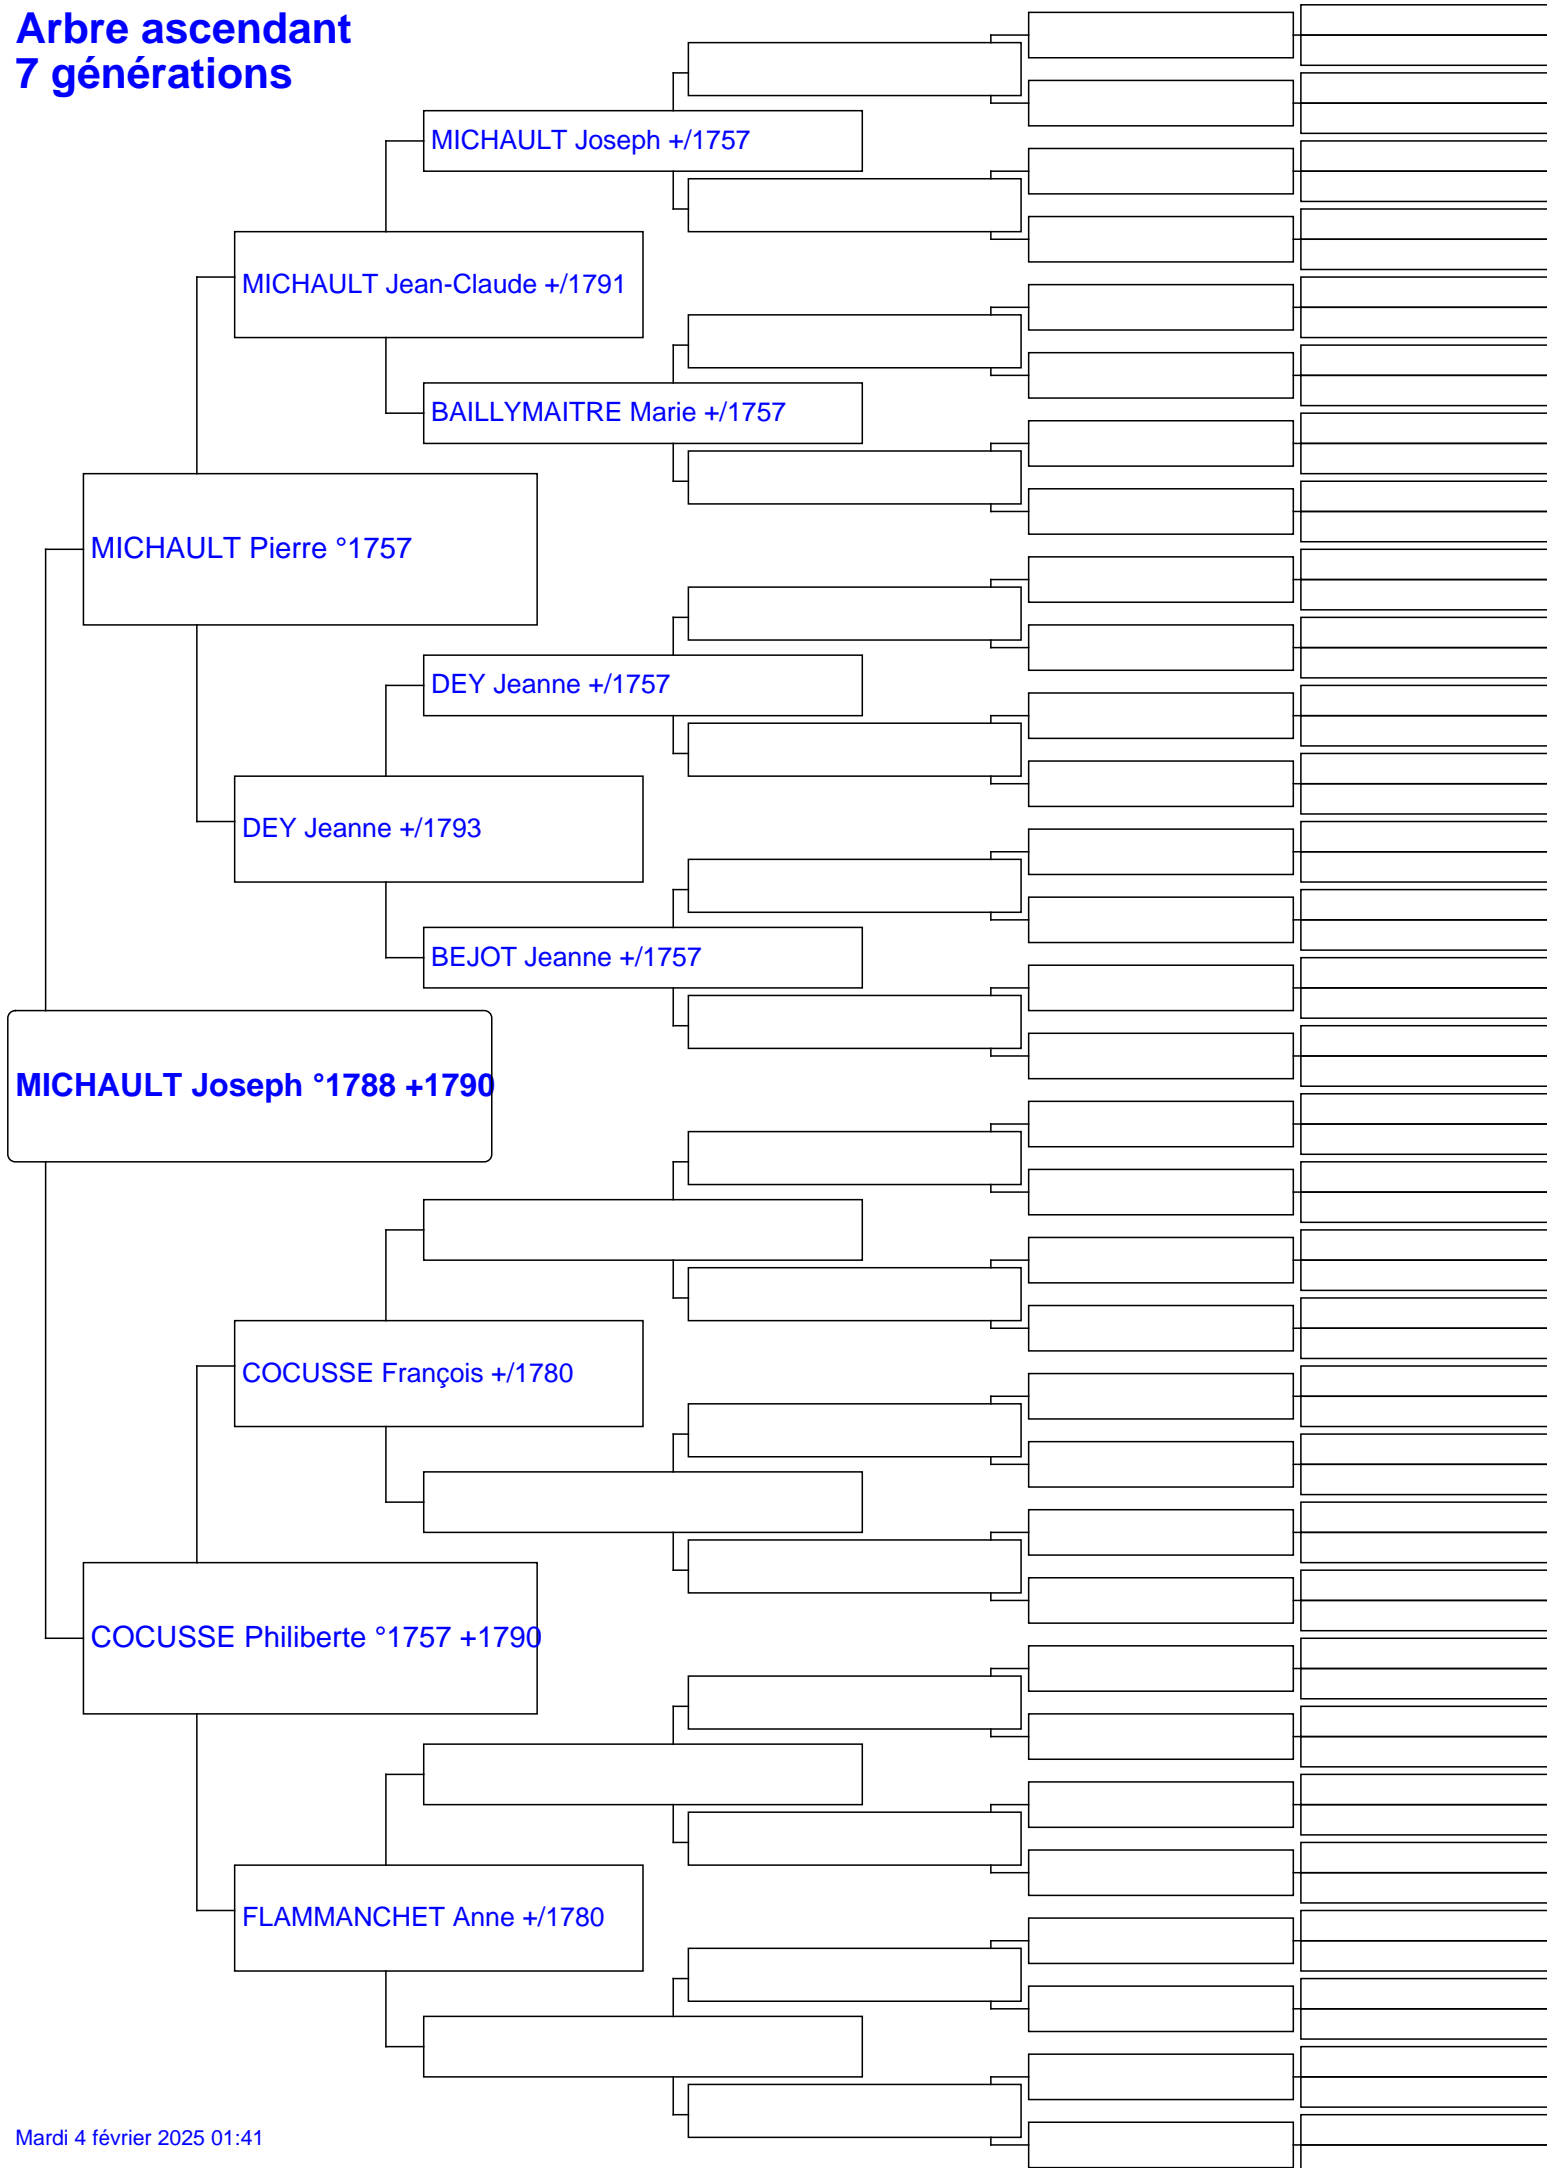 Arbre ascendant
7 générations
MICHAULT Joseph +/1757
MICHAULT Jean-Claude +/1791
BAILLYMAITRE Marie +/1757
MICHAULT Pierre °1757
DEY Jeanne +/1757
DEY Jeanne +/1793
BEJOT Jeanne +/1757
MICHAULT Joseph °1788 +1790
COCUSSE François +/1780
COCUSSE Philiberte °1757 +1790
FLAMMANCHET Anne +/1780
Mardi 4 février 2025 01:41